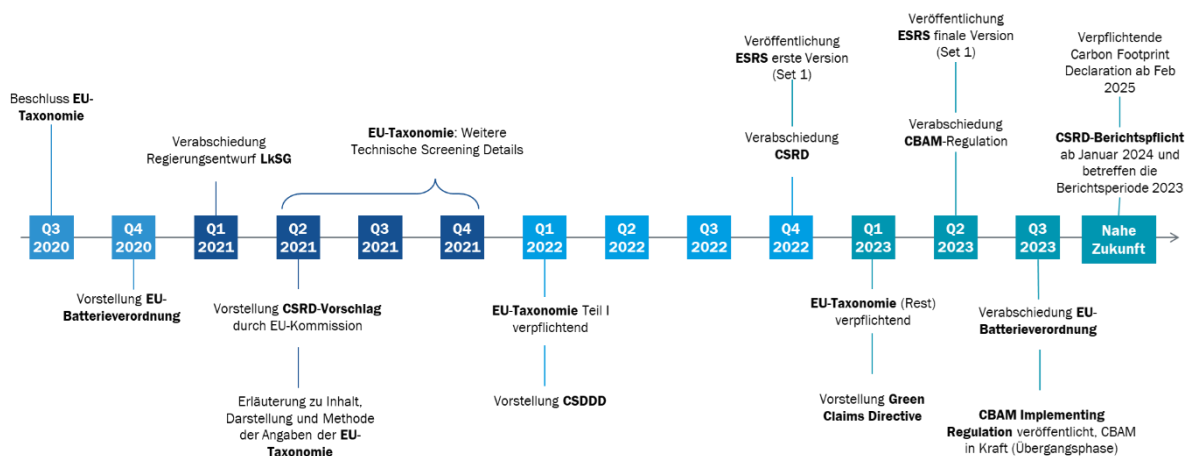 Beschluss EU-
Taxonomie
Verabschiedung
Regierungsentwurf LkSG
EU-Taxonomie: Weitere
Technische Screening Details
Veröffentlichung
ESRS erste Version
(Set 1)
Verabschiedung
CSRD
Veröffentlichung
ESRS finale Version
(Set 1)
Verabschiedung
CBAM-Regulation
Verpflichtende
Carbon Footprint
Declaration ab Feb
2025
CSRD-Berichtspflicht
ab Januar 2024 und
betreffen die
Berichtsperiode 2023
Q3
2020
Q4
2020
Q1
2021
Q2
2021
Q3
2021
Q4
2021
Q1
2022
Q2
2022
Q3
2022
Q4
2022
Q1
2023
Q2
2023
Q3
2023
Nahe
Zukunft
Vorstellung EU-
Batterieverordnung
Vorstellung CSRD-Vorschlag
durch EU-Kommission
Erläuterung zu Inhalt,
Darstellung und Methode
der Angaben der EU-
Taxonomie
EU-Taxonomie Teil I
verpflichtend
Vorstellung CSDDD
EU-Taxonomie (Rest)
verpflichtend
Vorstellung Green
Claims Directive
Verabschiedung EU-
Batterieverordnung
CBAM Implementing
Regulation veröffentlicht, CBAM
in Kraft (Übergangsphase)